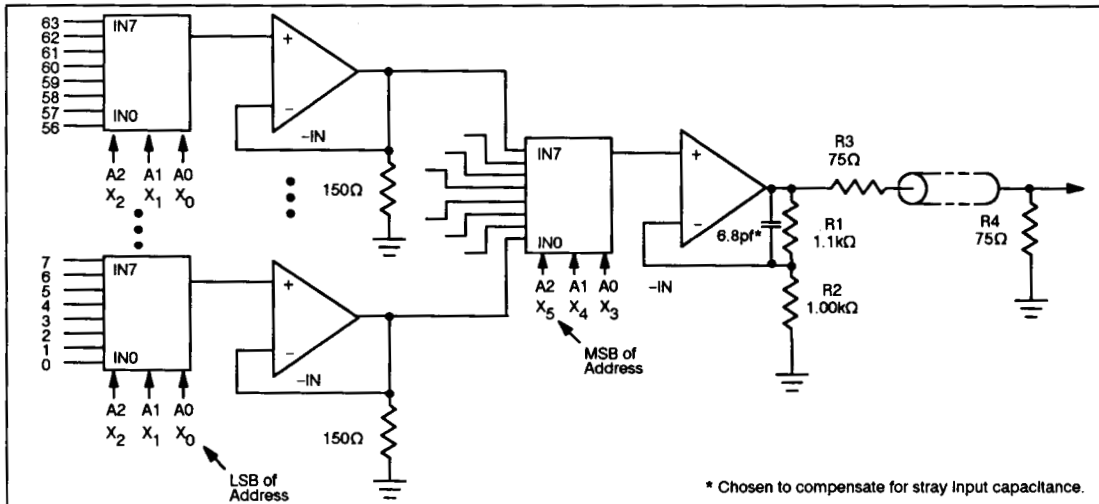 63
62
61
60
59
58
57
56
IN7
IN0
A2 A1 A0
X2 X1 X0
+
−
−IN
150Ω
7
6
5
4
3
2
1
0
IN7
IN0
A2 A1 A0
X2 X1 X0
LSB of
Address
+
−
−IN
150Ω
IN7
IN0
A2 A1 A0
X5 X4 X3
MSB of
Address
+
−
−IN
6.8pf*
R1
1.1kΩ
R2
1.00kΩ
R3
75Ω
R4
75Ω
* Chosen to compensate for stray input capacitance.